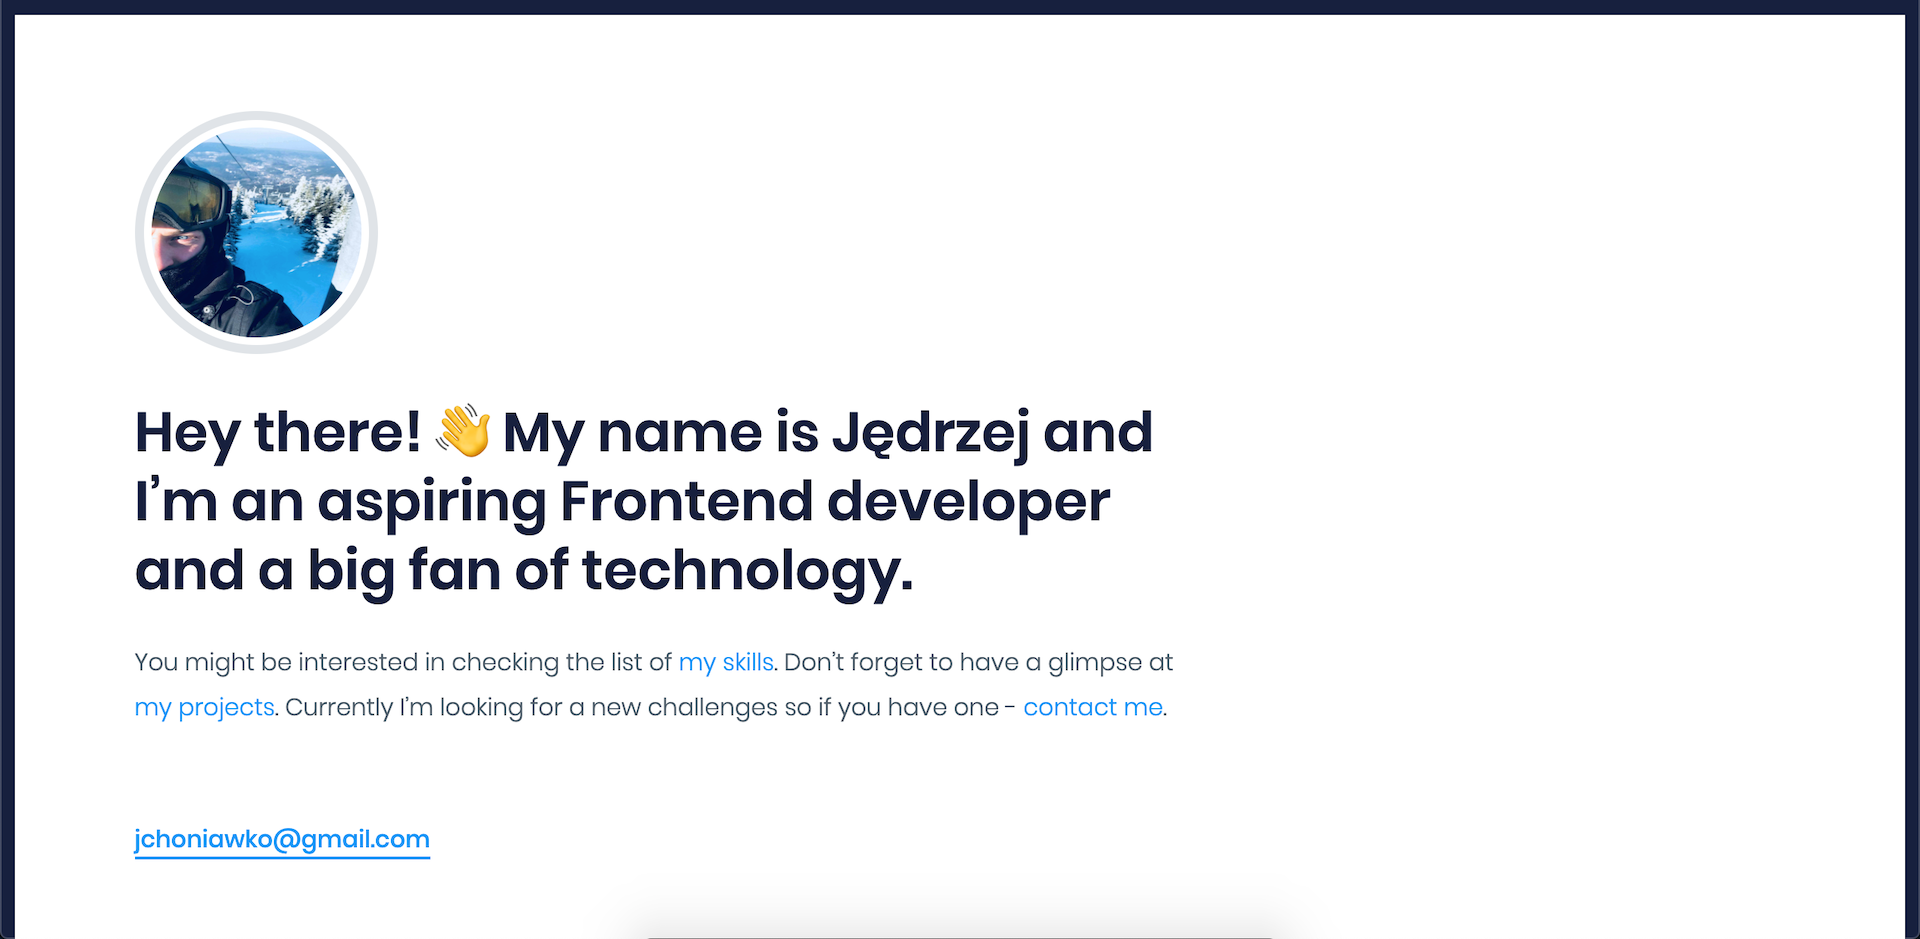 Hey there! 👋 My name is Jędrzej and
I’m an aspiring Frontend developer
and a big fan of technology.
You might be interested in checking the list of my skills. Don’t forget to have a glimpse at
my projects. Currently I’m looking for a new challenges so if you have one - contact me.
jchoniawko@gmail.com